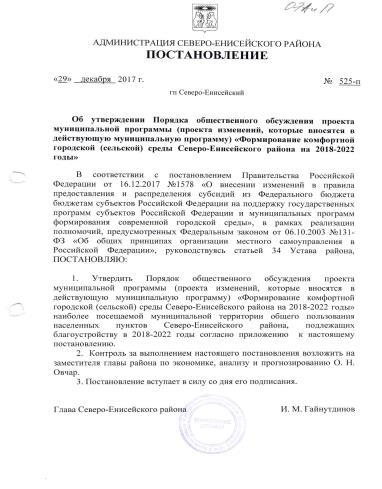 АДМИНИСТРАЦИЯ СЕВЕРО-ЕНИСЕЙСКОГО РАЙОНА
ПОСТАНОВЛЕНИЕ
«29» декабря 2017 г. № 525-п
гп Северо-Енисейский
Об утверждении Порядка общественного обсуждения проекта
муниципальной программы (проекта изменений, которые вносятся в
действующую муниципальную программу) «Формирование комфортной
городской (сельской) среды Северо-Енисейского района на 2018-2022
годы»
В соответствии с постановлением Правительства Российской
Федерации от 16.12.2017 №1578 «О внесении изменений в правила
предоставления и распределения субсидий из Федерального бюджета
бюджетам субъектов Российской Федерации на поддержку государственных
программ субъектов Российской Федерации и муниципальных программ
формирования современной городской среды», в рамках реализации
полномочий, предусмотренных Федеральным законом от 06.10.2003 №131-
ФЗ «Об общих принципах организации местного самоуправления в
Российской Федерации», руководствуясь статьей 34 Устава района,
ПОСТАНОВЛЯЮ:
1. Утвердить Порядок общественного обсуждения проекта
муниципальной программы (проекта изменений, которые вносятся в
действующую муниципальную программу) «Формирование комфортной
городской (сельской) среды Северо-Енисейского района на 2018-2022 годы»
наиболее посещаемой муниципальной территории общего пользования
населенных пунктов Северо-Енисейского района, подлежащих
благоустройству в 2018-2022 годы согласно приложению к настоящему
постановлению.
2. Контроль за выполнением настоящего постановления возложить на
заместителя главы района по экономике, анализу и прогнозированию О. Н.
Овчар.
3. Постановление вступает в силу со дня его подписания.
Глава Северо-Енисейского района И. М. Гайнутдинов